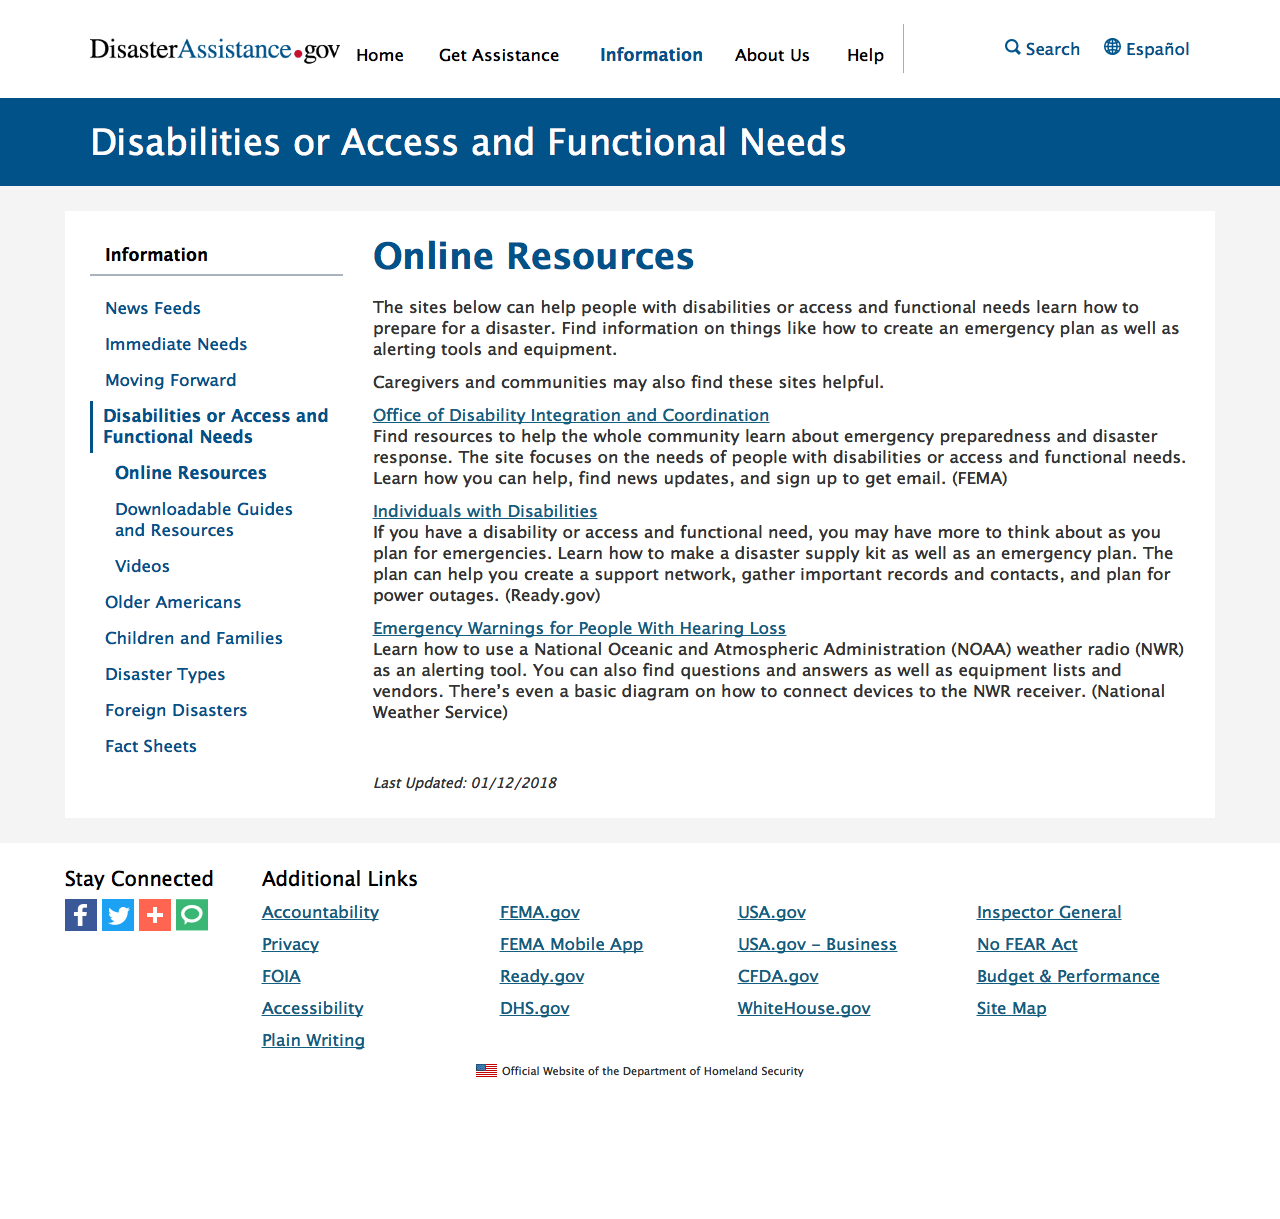 DisasterAssistance.gov
Home
Get Assistance
Information
About Us
Help
Search
Español
Disabilities or Access and Functional Needs
Information
News Feeds
Immediate Needs
Moving Forward
Disabilities or Access and
Functional Needs
Online Resources
Downloadable Guides
and Resources
Videos
Older Americans
Children and Families
Disaster Types
Foreign Disasters
Fact Sheets
Online Resources
The sites below can help people with disabilities or access and functional needs learn how to
prepare for a disaster. Find information on things like how to create an emergency plan as well as
alerting tools and equipment.
Caregivers and communities may also find these sites helpful.
Office of Disability Integration and Coordination
Find resources to help the whole community learn about emergency preparedness and disaster
response. The site focuses on the needs of people with disabilities or access and functional needs.
Learn how you can help, find news updates, and sign up to get email. (FEMA)
Individuals with Disabilities
If you have a disability or access and functional need, you may have more to think about as you
plan for emergencies. Learn how to make a disaster supply kit as well as an emergency plan. The
plan can help you create a support network, gather important records and contacts, and plan for
power outages. (Ready.gov)
Emergency Warnings for People With Hearing Loss
Learn how to use a National Oceanic and Atmospheric Administration (NOAA) weather radio (NWR)
as an alerting tool. You can also find questions and answers as well as equipment lists and
vendors. There’s even a basic diagram on how to connect devices to the NWR receiver. (National
Weather Service)
Last Updated: 01/12/2018
Stay Connected
Additional Links
Accountability
Privacy
FOIA
Accessibility
Plain Writing
FEMA.gov
FEMA Mobile App
Ready.gov
DHS.gov
USA.gov
USA.gov – Business
CFDA.gov
WhiteHouse.gov
Inspector General
No FEAR Act
Budget & Performance
Site Map
Official Website of the Department of Homeland Security